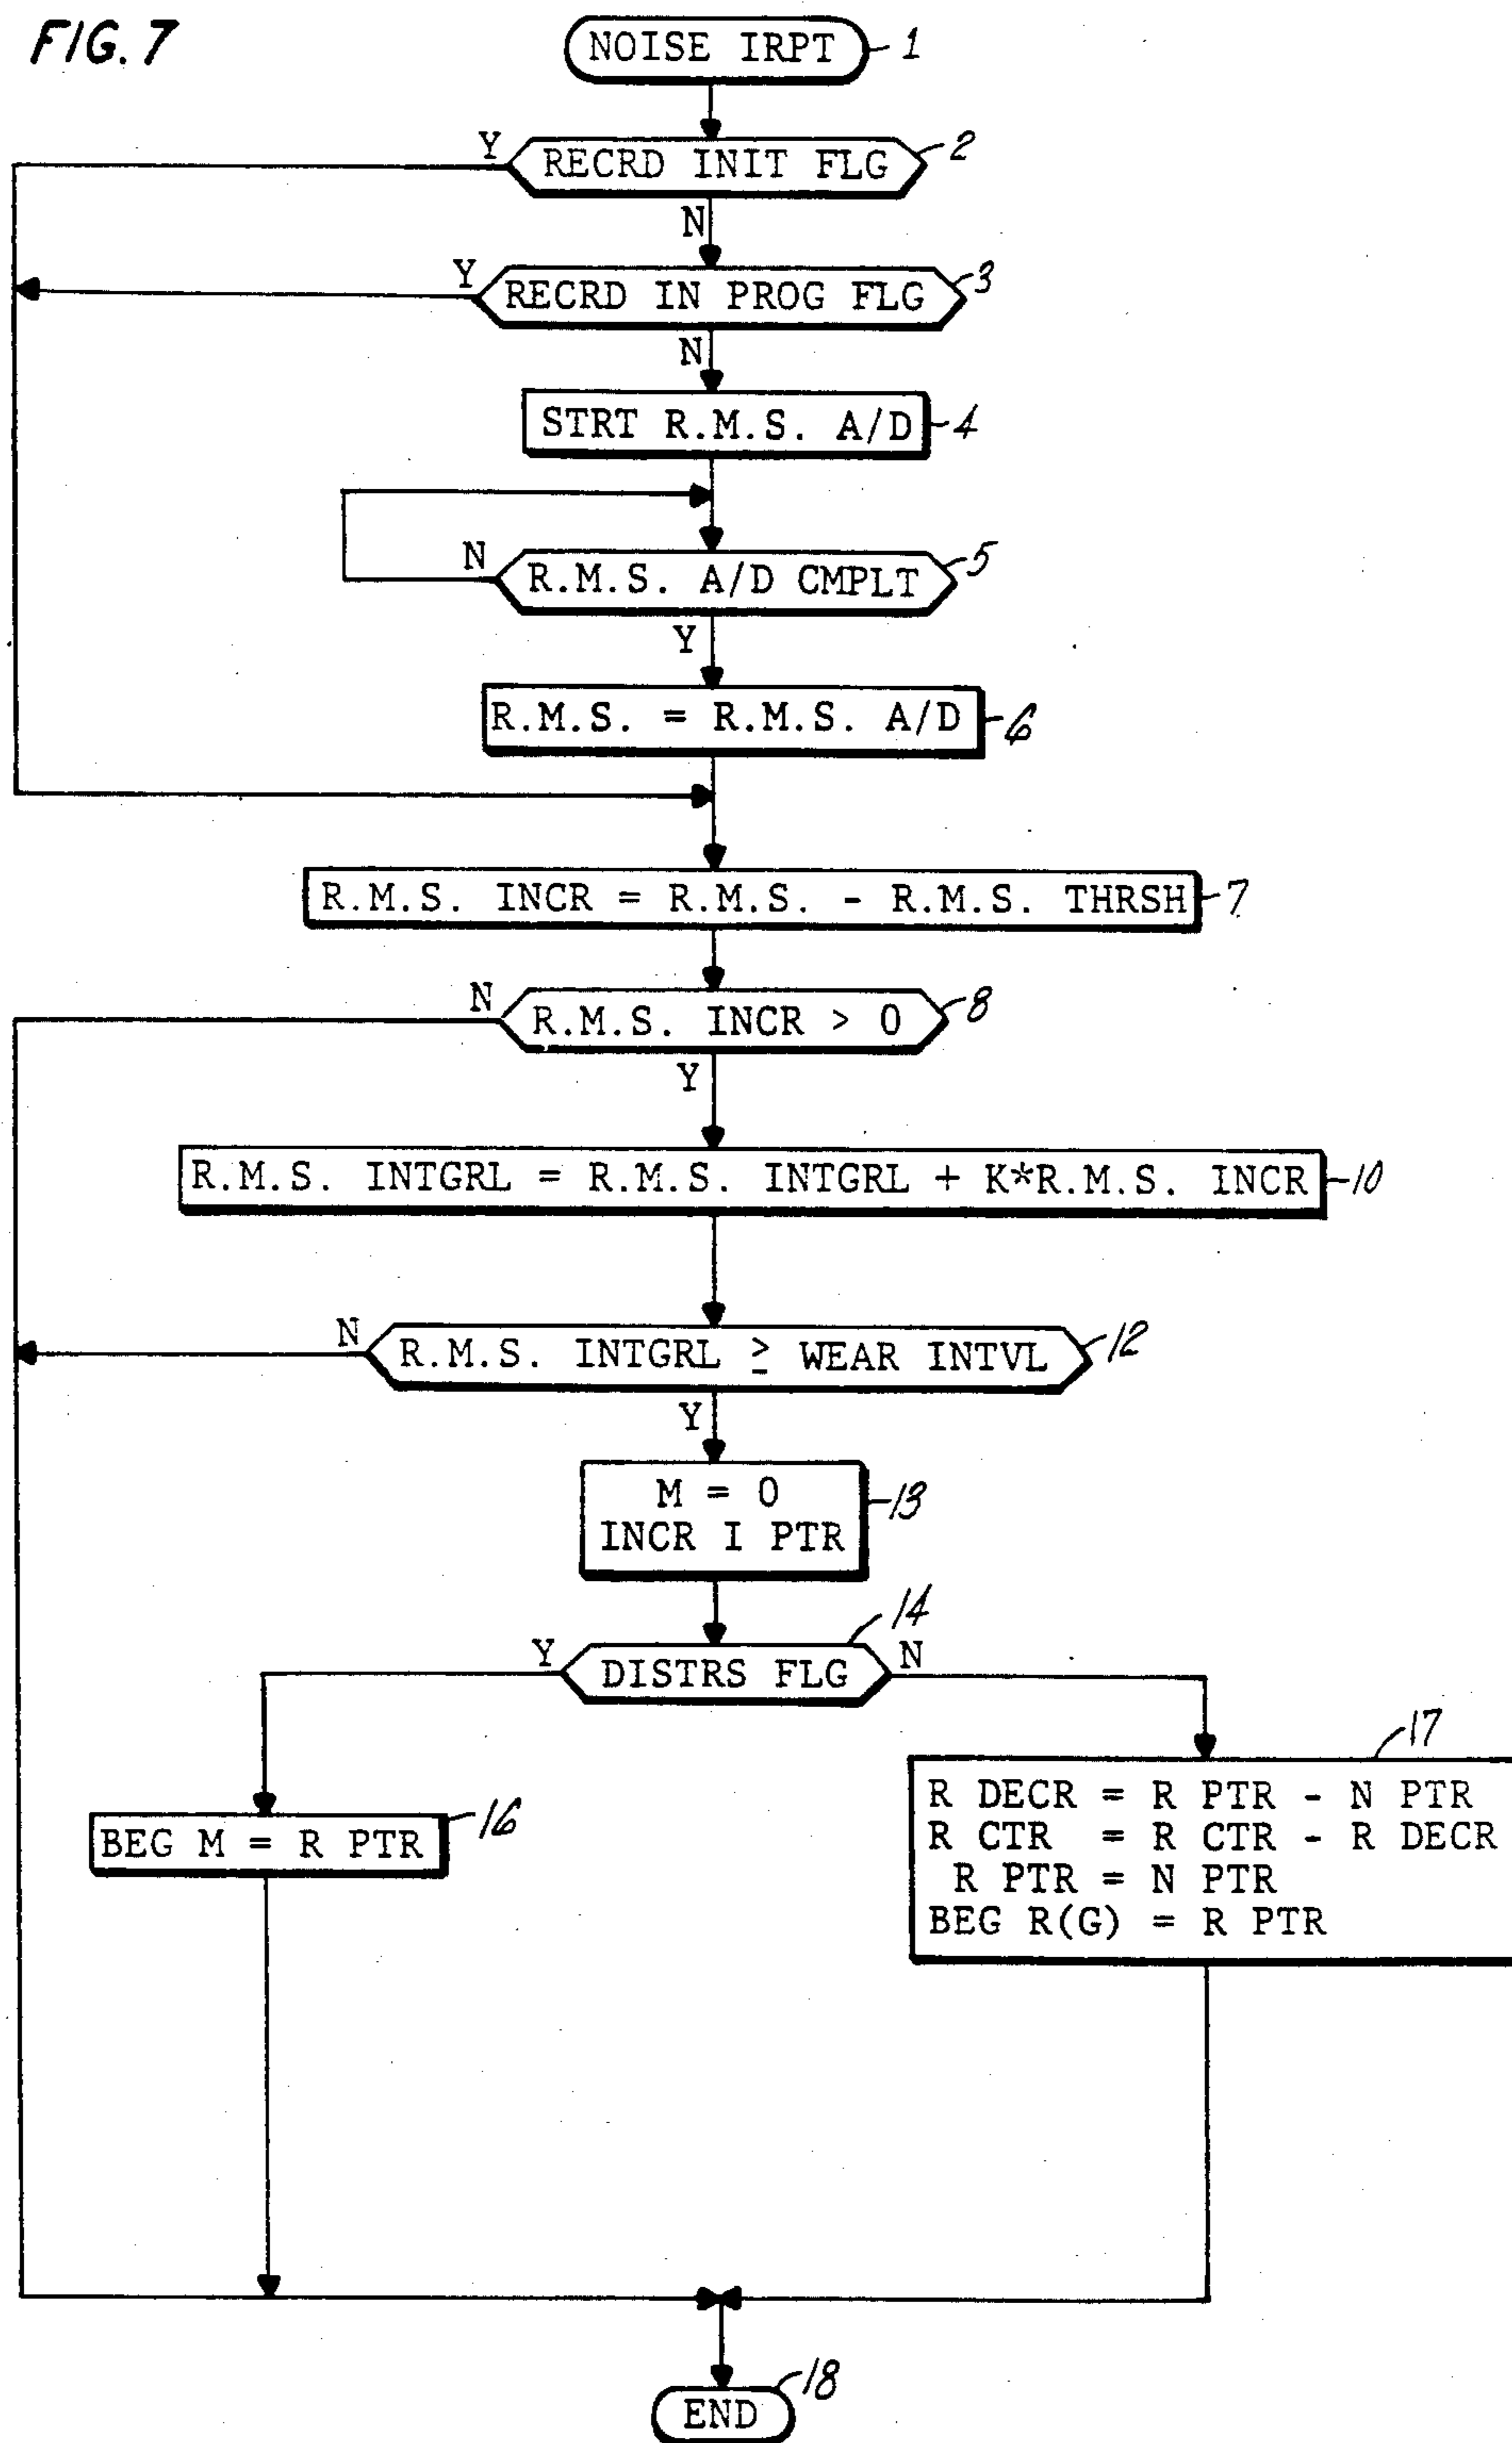 FIG. 7
NOISE IRPT 1
Y RECRD INIT FLG 2
N
Y RECRD IN PROG FLG 3
N
STRT R.M.S. A/D 4
N R.M.S. A/D CMPLT 5
Y
R.M.S. = R.M.S. A/D 6
R.M.S. INCR = R.M.S. - R.M.S. THRSH 7
N R.M.S. INCR > 0 8
Y
R.M.S. INTGRL = R.M.S. INTGRL + K*R.M.S. INCR 10
N R.M.S. INTGRL ≥ WEAR INTVL 12
Y
M = 0 13
INCR I PTR
14
Y DISTRS FLG N
BEG M = R PTR 16
17
R DECR = R PTR - N PTR
R CTR = R CTR - R DECR
R PTR = N PTR
BEG R(G) = R PTR
END 18